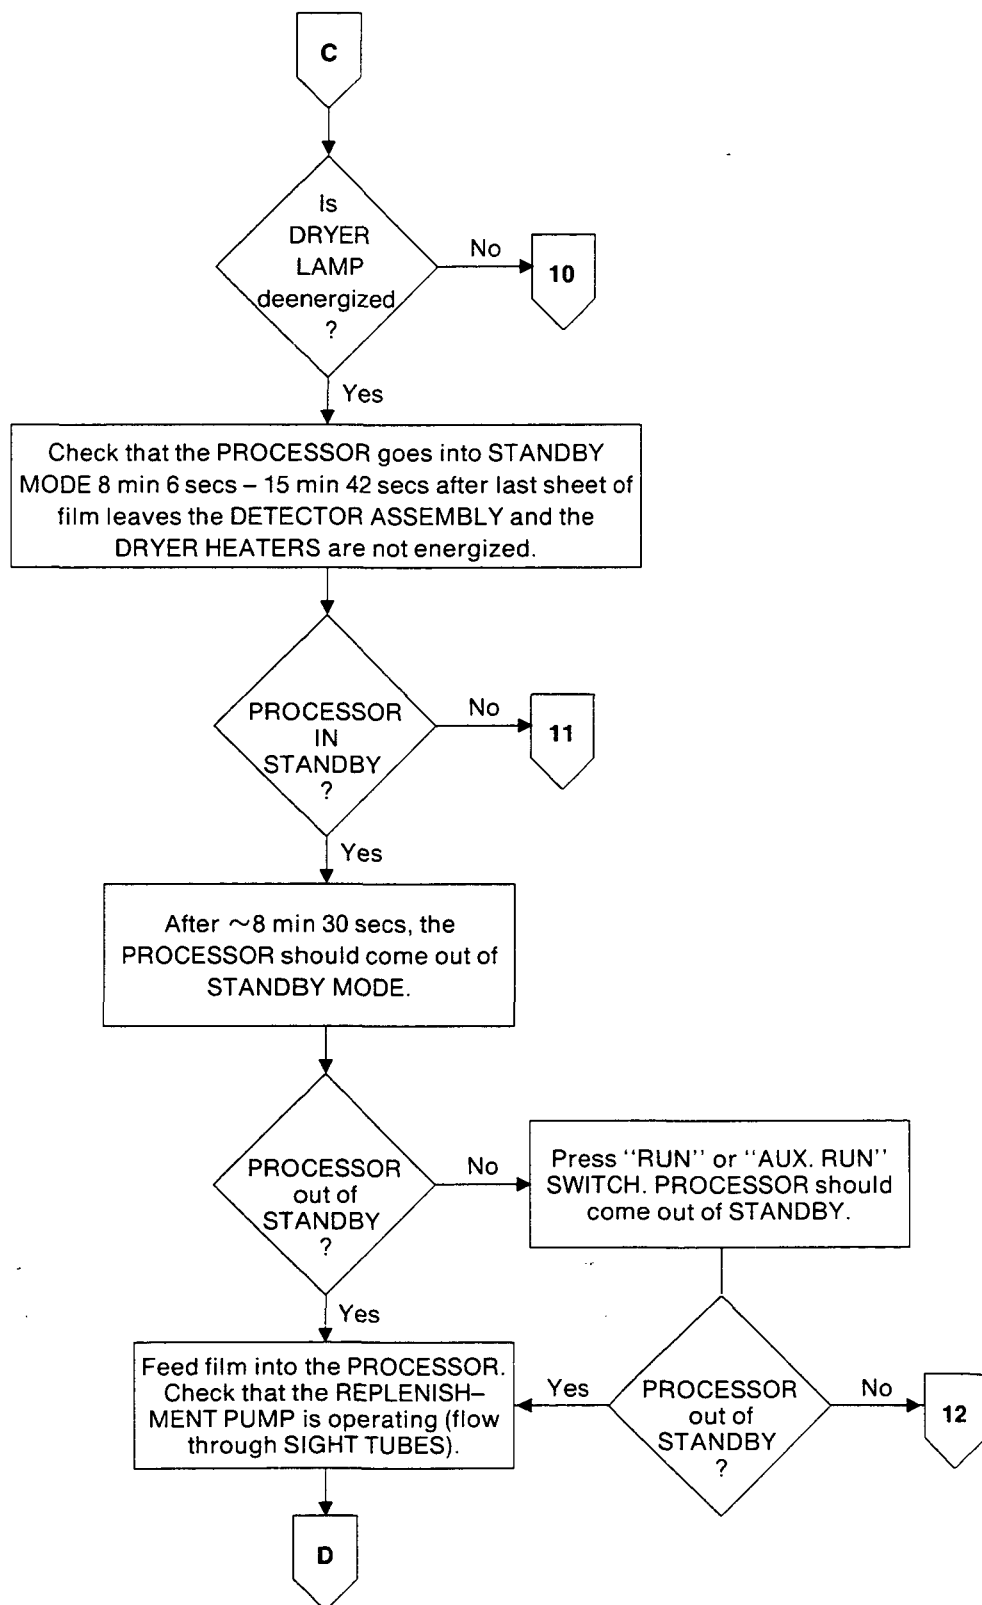 C
Is
DRYER
LAMP
deenergized
?
No
10
Yes
Check that the PROCESSOR goes into STANDBY
MODE 8 min 6 secs – 15 min 42 secs after last sheet of
film leaves the DETECTOR ASSEMBLY and the
DRYER HEATERS are not energized.
PROCESSOR
IN
STANDBY
?
No
11
Yes
After ~8 min 30 secs, the
PROCESSOR should come out of
STANDBY MODE.
PROCESSOR
out of
STANDBY
?
No
Press "RUN" or "AUX. RUN"
SWITCH. PROCESSOR should
come out of STANDBY.
Yes
Feed film into the PROCESSOR.
Check that the REPLENISH–
MENT PUMP is operating (flow
through SIGHT TUBES).
Yes
PROCESSOR
out of
STANDBY
?
No
12
D